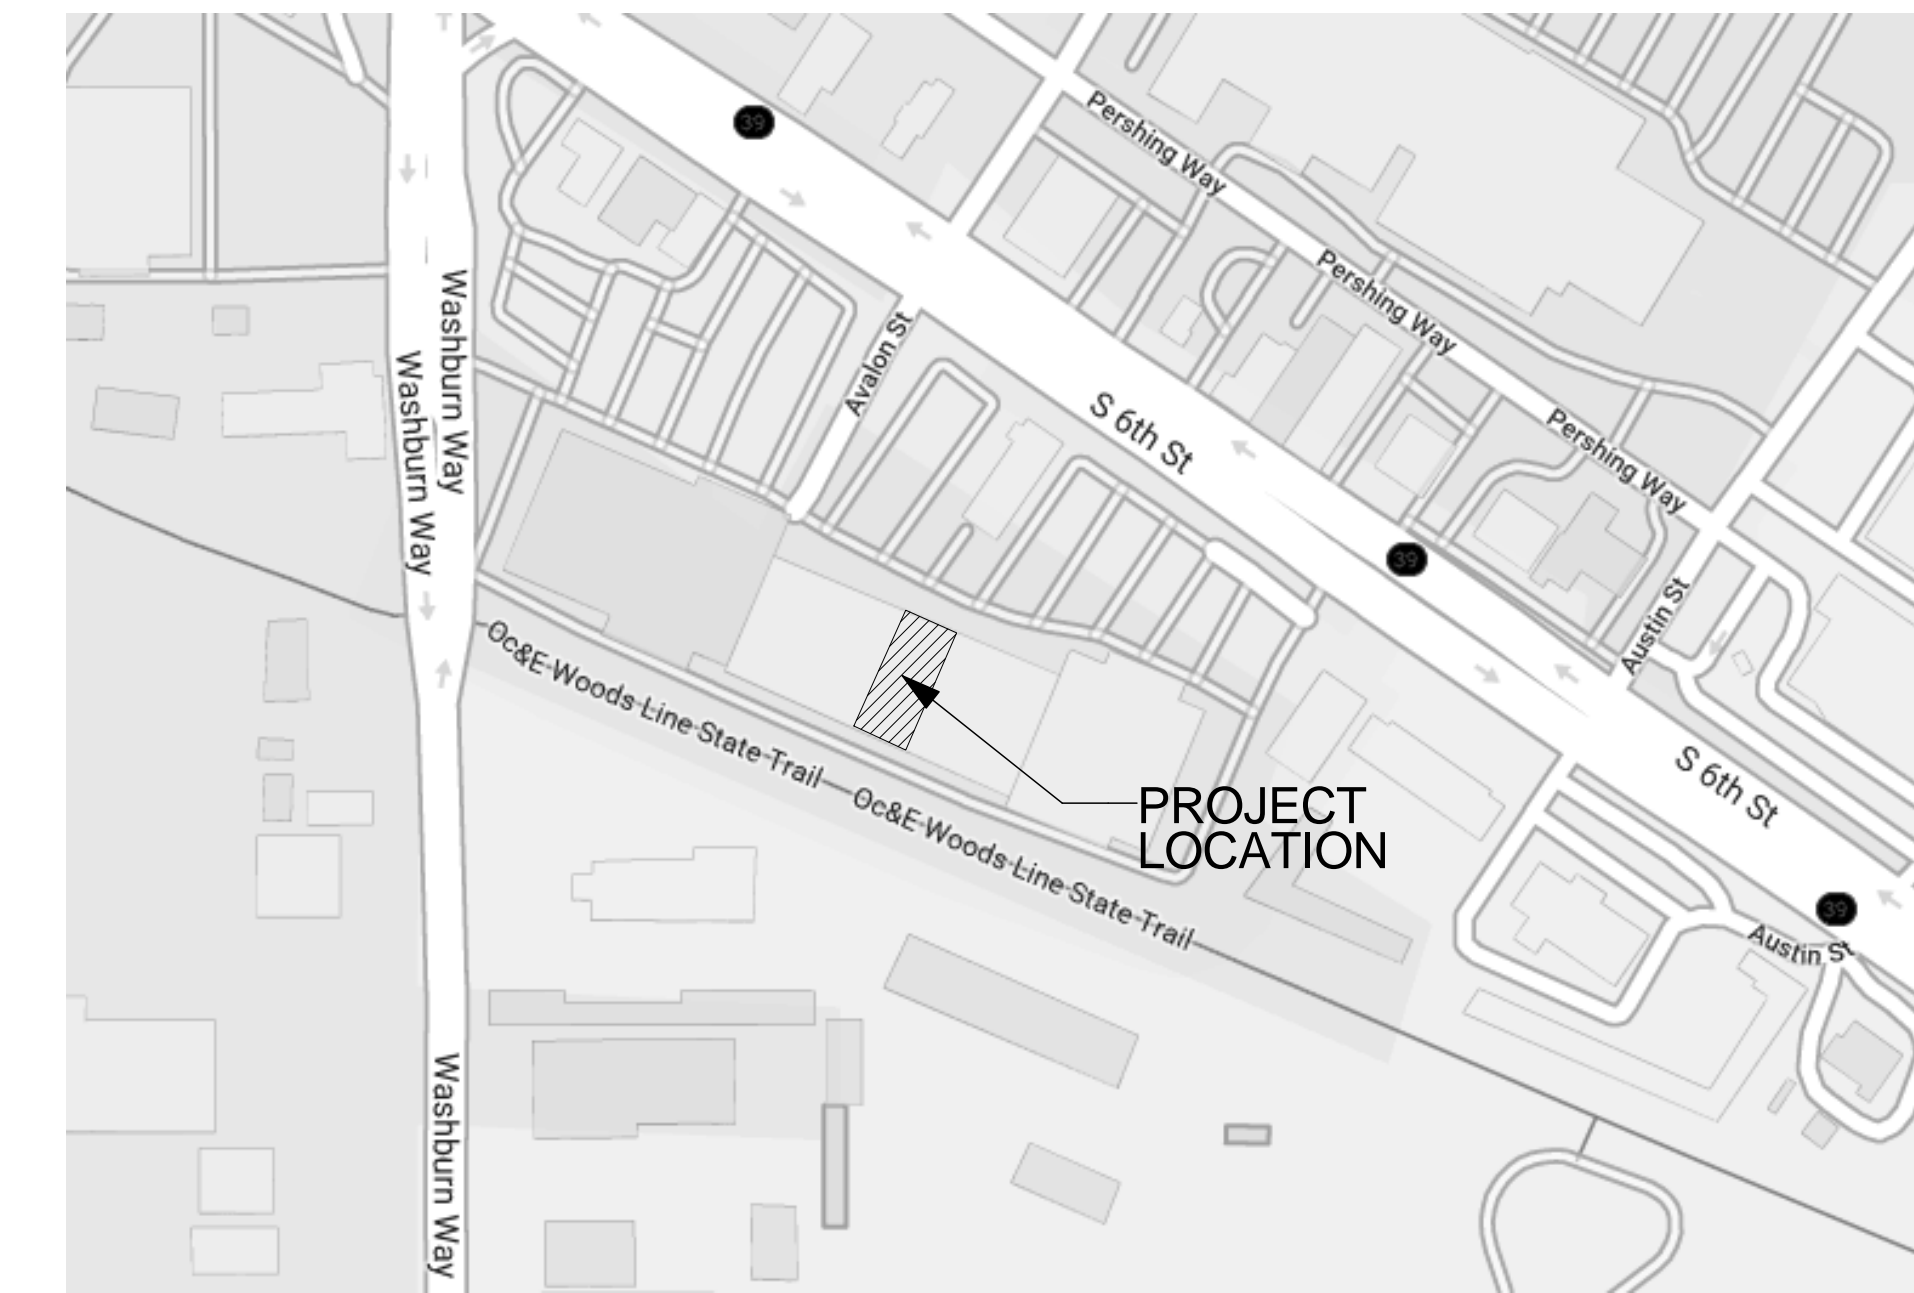 39
Pershing Way
Washburn Way
Washburn Way
Avalon St
Pershing Way
S 6th St
Pershing Way
39
Austin St
Oc&E Woods Line State Trail
PROJECT
LOCATION
Oc&E Woods Line State Trail
S 6th St
39
Austin St
Washburn Way